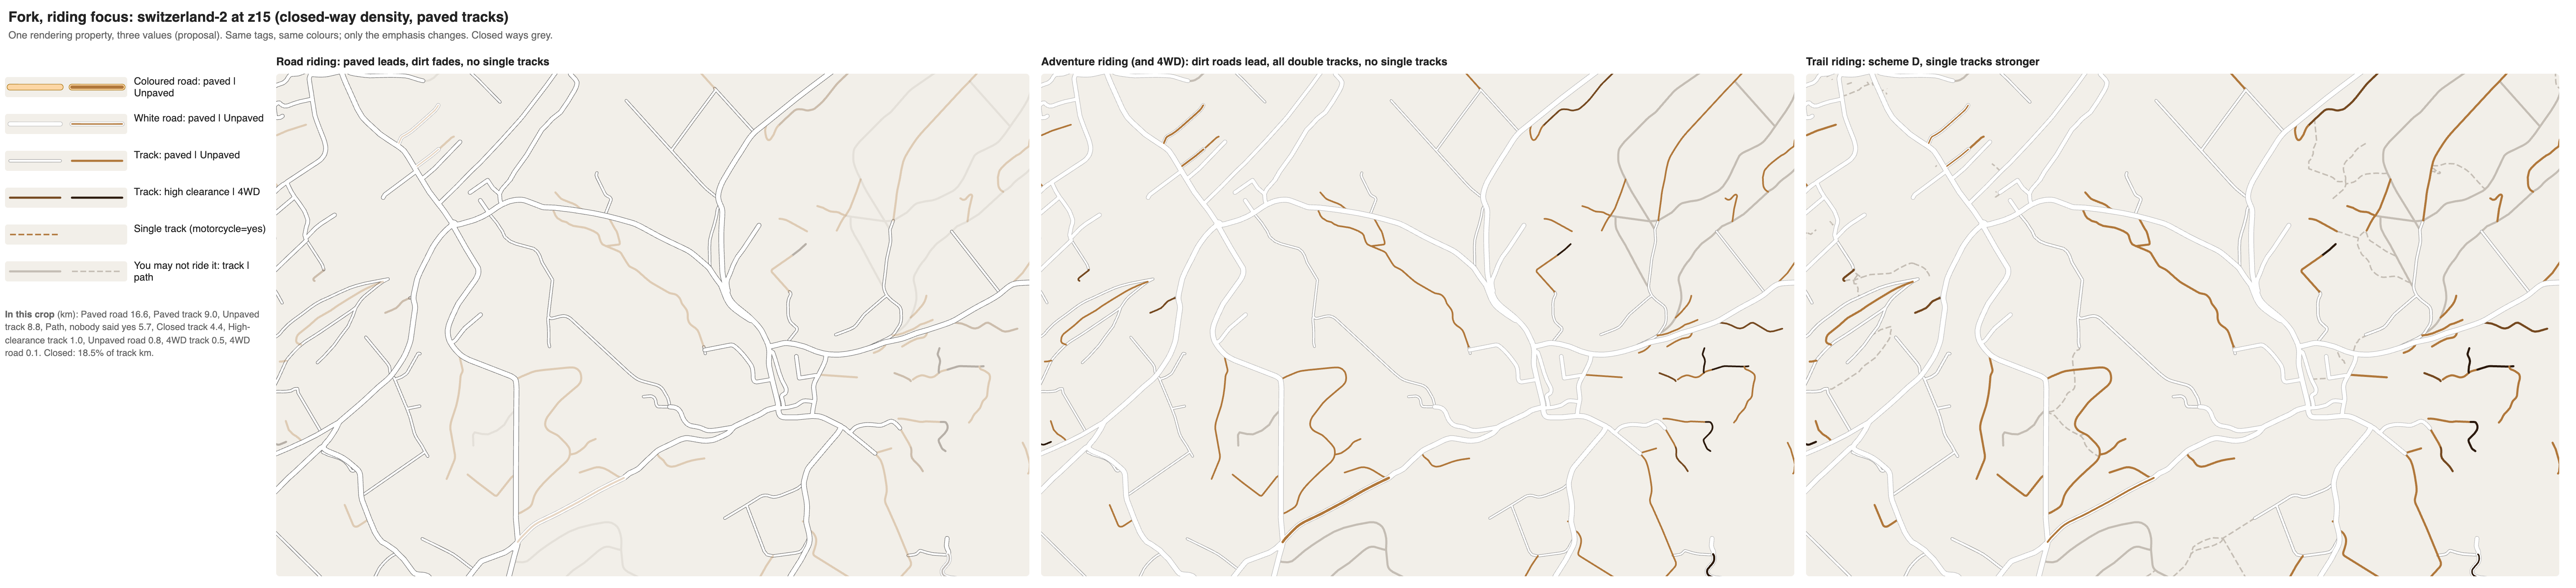 Fork, riding focus: switzerland-2 at z15 (closed-way density, paved tracks)
One rendering property, three values (proposal). Same tags, same colours; only the emphasis changes. Closed ways grey.
Coloured road: paved |
Unpaved
White road: paved | Unpaved
Track: paved | Unpaved
Track: high clearance | 4WD
Single track (motorcycle=yes)
You may not ride it: track |
path
In this crop (km): Paved road 16.6, Paved track 9.0, Unpaved
track 8.8, Path, nobody said yes 5.7, Closed track 4.4, High-
clearance track 1.0, Unpaved road 0.8, 4WD track 0.5, 4WD
road 0.1. Closed: 18.5% of track km.
Road riding: paved leads, dirt fades, no single tracks
Adventure riding (and 4WD): dirt roads lead, all double tracks, no single tracks
Trail riding: scheme D, single tracks stronger